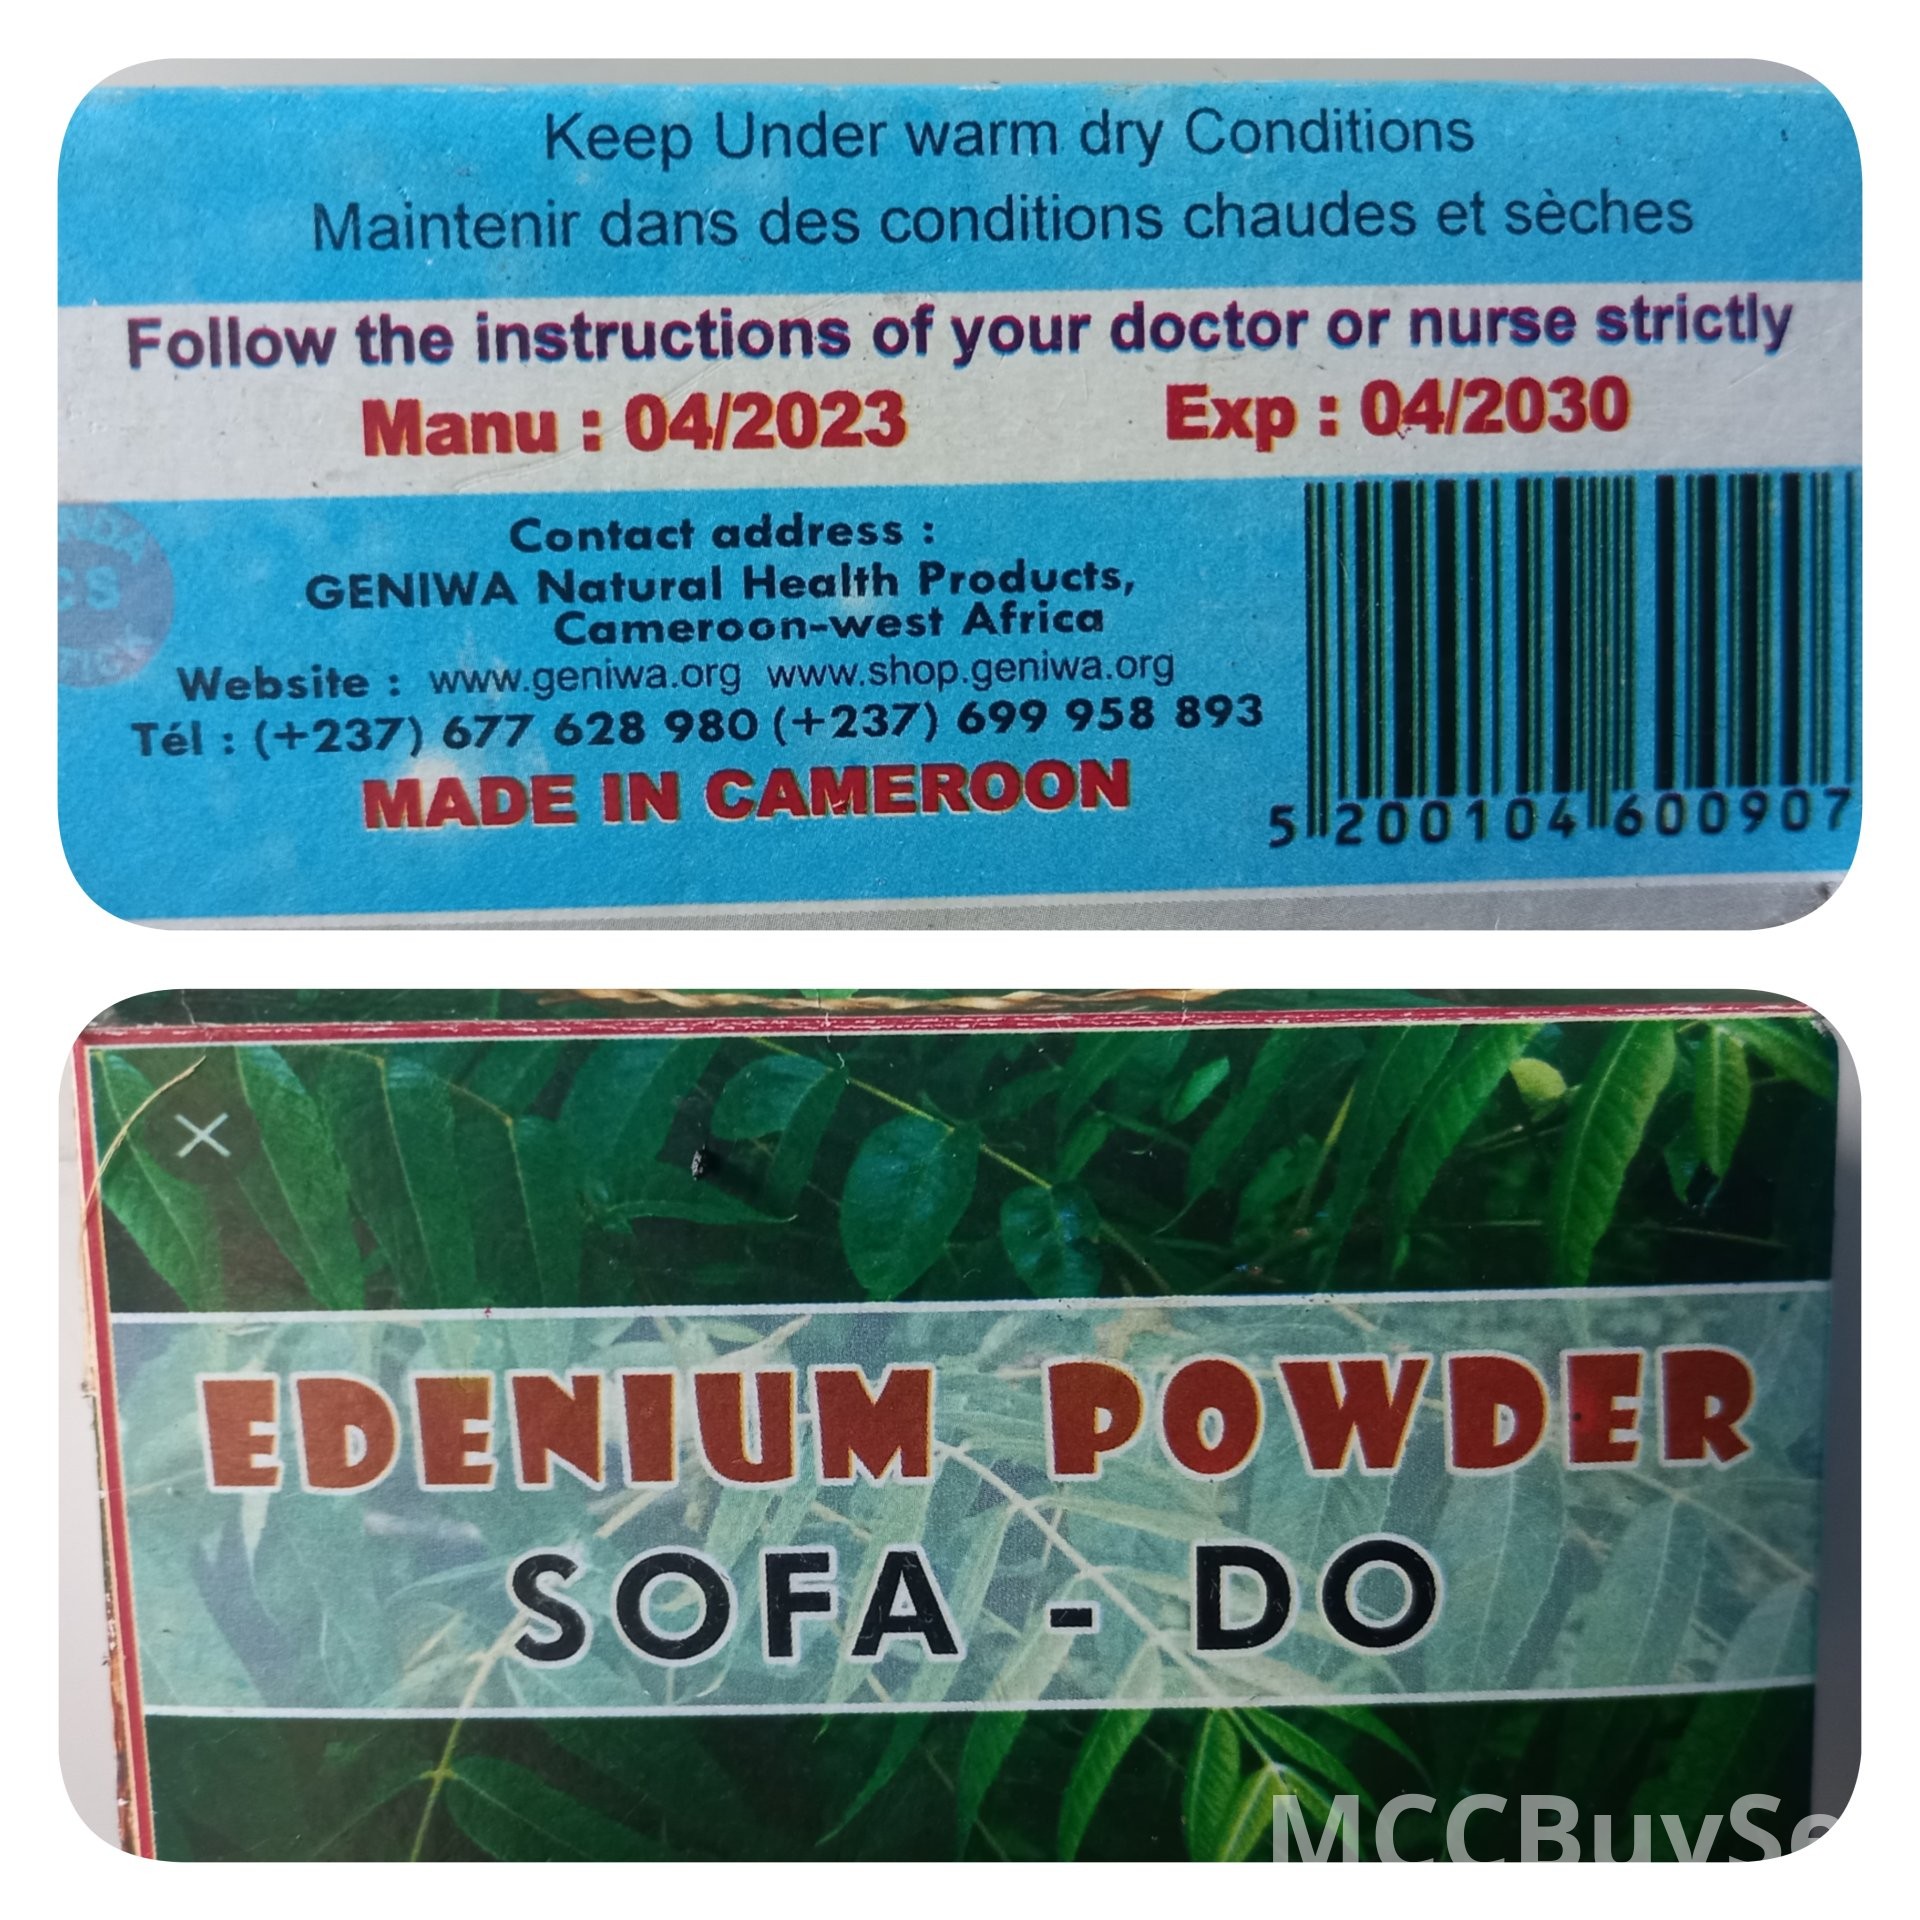 Keep Under warm dry Conditions
Maintenir dans des conditions chaudes et sèches
Follow the instructions of your doctor or nurse strictly
Manu : 04/2023 Exp : 04/2030
Contact address :
GENIWA Natural Health Products,
Cameroon-west Africa
Website : www.geniwa.org www.shop.geniwa.org
Tél : (+237) 677 628 980 (+237) 699 958 893
MADE IN CAMEROON
5 200104 600907
CS
EDENIUM POWDER
SOFA - DO
MCCBuySe